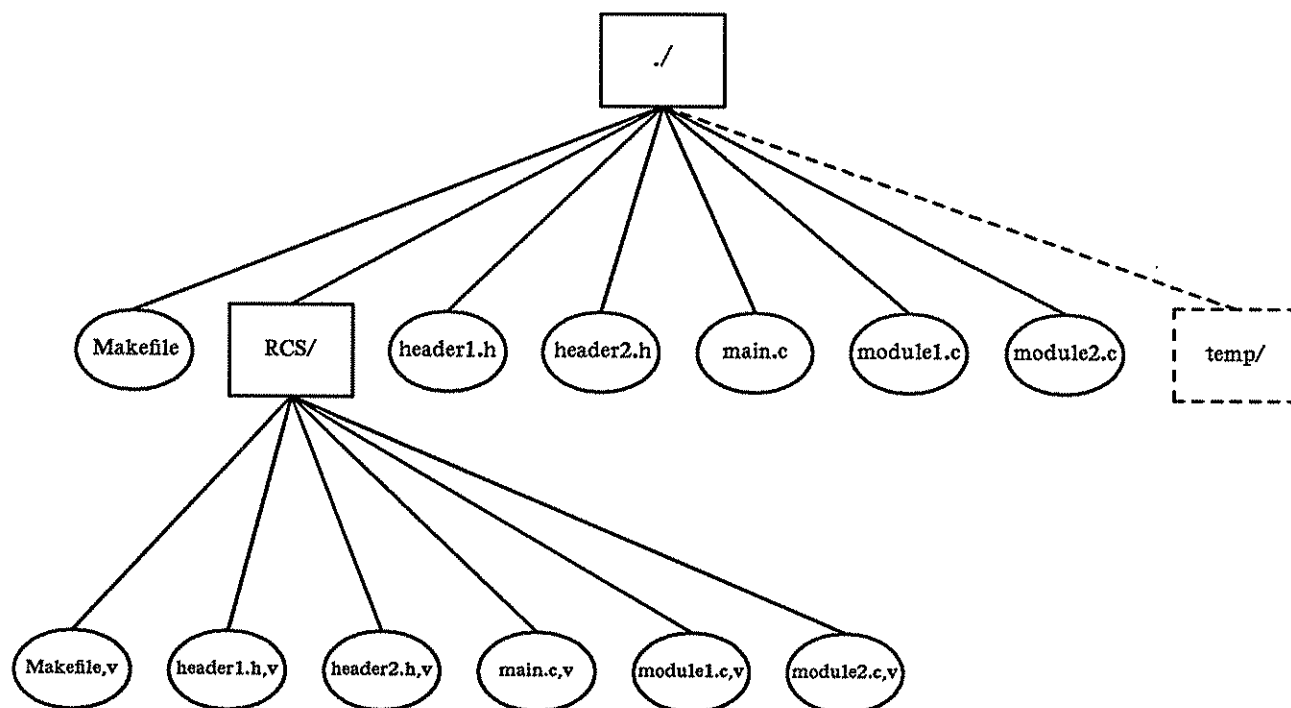 ./
Makefile
RCS/
header1.h
header2.h
main.c
module1.c
module2.c
temp/
Makefile,v
header1.h,v
header2.h,v
main.c,v
module1.c,v
module2.c,v